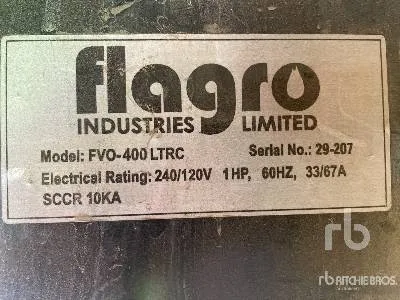 flagro
INDUSTRIES LIMITED
Model: FVO-400 LTRC Serial No.: 29-207
Electrical Rating: 240/120V 1HP, 60HZ, 33/67A
SCCR 10KA
rb
rb RITCHIE BROS.